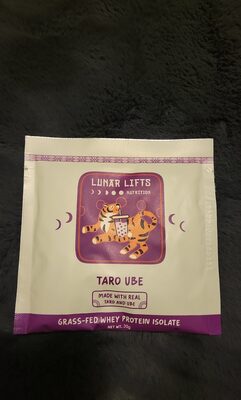 LUNAR LIFTS
NUTRITION
TARO UBE
MADE WITH REAL
TARO AND UBE
GRASS-FED WHEY PROTEIN ISOLATE